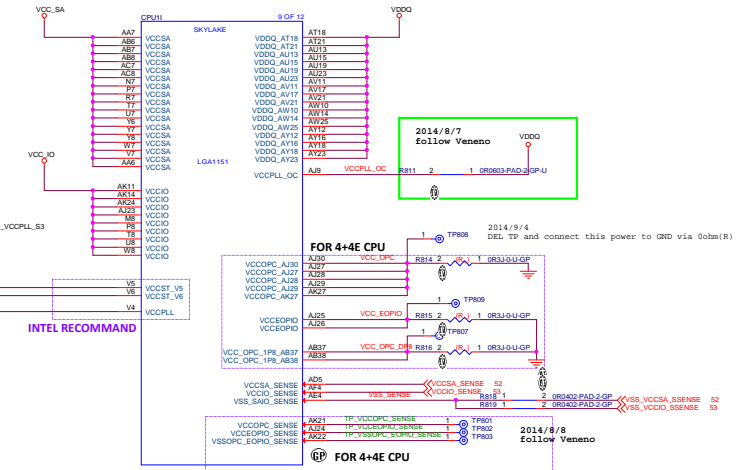 VCC_SA
CPU1I
9 OF 12
VDDQ
SKYLAKE
AA7 VCCSA
AB6 VCCSA
AB7 VCCSA
AB8 VCCSA
AC7 VCCSA
AC8 VCCSA
N7 VCCSA
P7 VCCSA
R7 VCCSA
T7 VCCSA
U7 VCCSA
Y6 VCCSA
Y7 VCCSA
Y8 VCCSA
W7 VCCSA
V7 VCCSA
AA6 VCCSA
VDDQ_AT18 AT18
VDDQ_AT21 AT21
VDDQ_AU13 AU13
VDDQ_AU15 AU15
VDDQ_AU19 AU19
VDDQ_AU23 AU23
VDDQ_AV11 AV11
VDDQ_AV17 AV17
VDDQ_AV21 AV21
VDDQ_AW10 AW10
VDDQ_AW14 AW14
VDDQ_AW25 AW25
VDDQ_AY12 AY12
VDDQ_AY16 AY16
VDDQ_AY18 AY18
VDDQ_AY23 AY23
2014/8/7
follow Veneno
VDDQ
VCC_IO
LGA1151
VCCPLL_OC AJ9 VCCPLL_OC R811 2 1 0R0603-PAD-2-GP-U
AK11 VCCIO
AK14 VCCIO
AK24 VCCIO
AJ23 VCCIO
M8 VCCIO
P8 VCCIO
T8 VCCIO
U8 VCCIO
W8 VCCIO
_VCCPLL_S3
2014/9/4
DEL TP and connect this power to GND via 0ohm(R)
FOR 4+4E CPU
1 TP808
VCCOPC_AJ30 AJ30 VCC_OPC R814 2 (R_) 1 0R3J-0-U-GP
VCCOPC_AJ27 AJ27
VCCOPC_AJ28 AJ28
VCCOPC_AJ29 AJ29
VCCOPC_AK27 AK27
V5 VCCST_V5
V6 VCCST_V6
V4 VCCPLL
INTEL RECOMMAND
1 TP809
VCCEOPIO AJ25 VCC_EOPIO R815 2 (R_) 1 0R3J-0-U-GP
VCCEOPIO AJ26
1 TP807
VCC_OPC_1P8_AB37 AB37 VCC_OPC_DP8 R816 2 (R_) 1 0R3J-0-U-GP
VCC_OPC_1P8_AB38 AB38
VCCSA_SENSE AD5 VCCSA_SENSE 52
VCCIO_SENSE AF4 VCCIO_SENSE 53
VSS_SAIO_SENSE AE4 VSS_SENSE R818 1 2 0R0402-PAD-2-GP VSS_VCCSA_SSENSE 52
R819 1 2 0R0402-PAD-2-GP VSS_VCCIO_SSENSE 53
VCCOPC_SENSE AK21 TP_VCCOPC_SENSE 1 TP801
VCCEOPIO_SENSE AJ24 TP_VCCEOPIO_SENSE 1 TP802
VSSOPC_EOPIO_SENSE AK22 TP_VSSOPC_EOPIO_SENSE 1 TP803
2014/8/8
follow Veneno
GP FOR 4+4E CPU